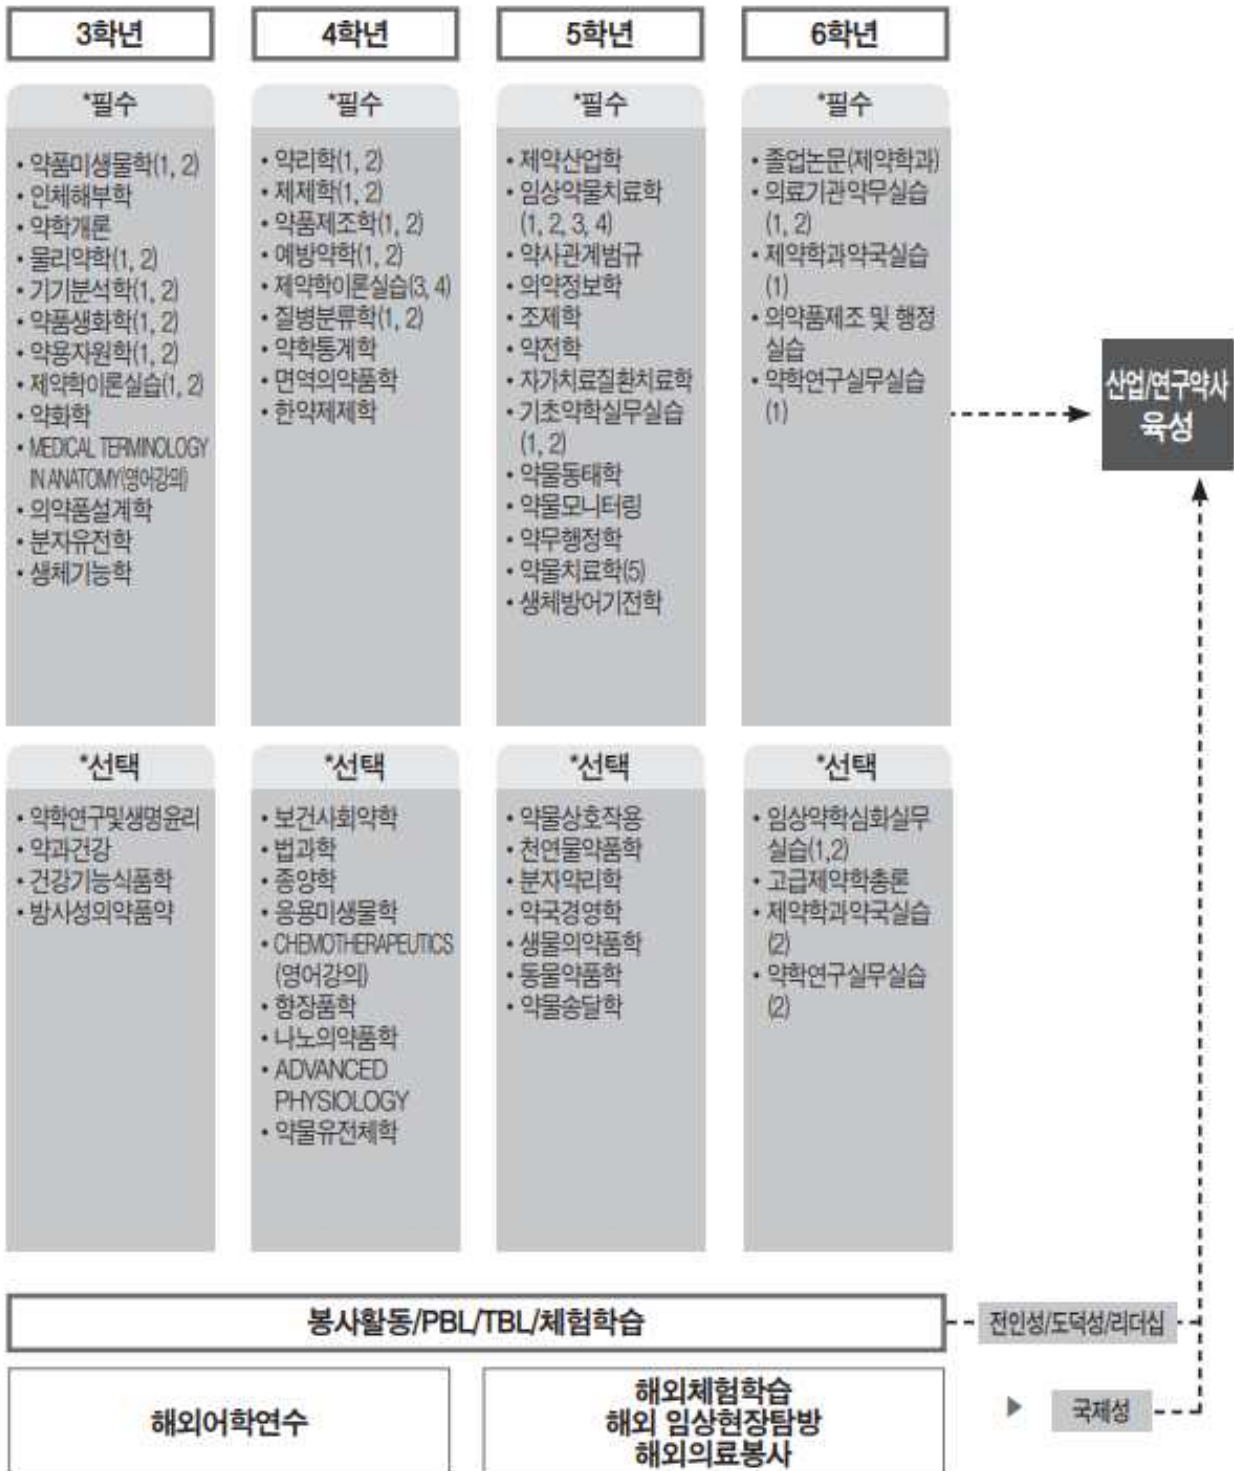 3학년
*필수
• 약품미생물학(1, 2)
• 인체해부학
• 약학개론
• 물리약학(1, 2)
• 기기분석학(1, 2)
• 약품생화학(1, 2)
• 약용자원학(1, 2)
• 제약학이론실습(1, 2)
• 약화학
• MEDICAL TERMINOLOGY
IN ANATOMY(영어강의)
• 의약품설계학
• 분자유전학
• 생체기능학
*선택
• 약학연구및생명윤리
• 약과건강
• 건강기능식품학
• 방사성의약품약
4학년
*필수
• 약리학(1, 2)
• 제제학(1, 2)
• 약품제조학(1, 2)
• 예방약학(1, 2)
• 제약학이론실습(3, 4)
• 질병분류학(1, 2)
• 약학통계학
• 면역의약품학
• 한약제제학
*선택
• 보건사회약학
• 법과학
• 종양학
• 응용미생물학
• CHEMOTHERAPEUTICS
(영어강의)
• 향장품학
• 나노의약품학
• ADVANCED
PHYSIOLOGY
• 약물유전체학
5학년
*필수
• 제약산업학
• 임상약물치료학
(1, 2, 3, 4)
• 약사관계법규
• 의약정보학
• 조제학
• 약전학
• 자가치료질환치료학
• 기초약학실무실습
(1, 2)
• 약물동태학
• 약물모니터링
• 약무행정학
• 약물치료학(5)
• 생체방어기전학
*선택
• 약물상호작용
• 천연물약품학
• 분자약리학
• 약국경영학
• 생물의약품학
• 동물약품학
• 약물송달학
6학년
*필수
• 졸업논문(제약학과)
• 의료기관약무실습
(1, 2)
• 제약학과약국실습
(1)
• 의약품제조 및 행정
실습
• 약학연구실무실습
(1)
*선택
• 임상약학심화실무
실습(1,2)
• 고급제약학총론
• 제약학과약국실습
(2)
• 약학연구실무실습
(2)
산업/연구약사
육성
봉사활동/PBL/TBL/체험학습
전인성/도덕성/리더십
해외어학연수
해외체험학습
해외 임상현장탐방
해외의료봉사
국제성